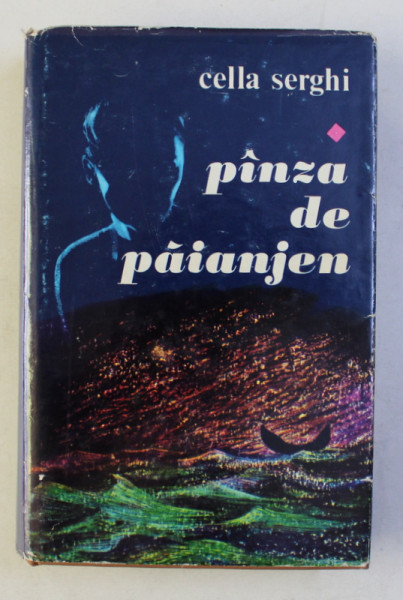 cella serghi
pînza
de
păianjen